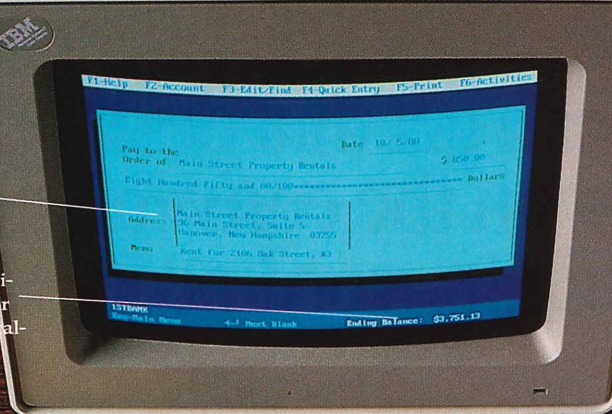 IBM
F1-Help F2-Account F3-Edit/Find F4-Quick Entry F5-Print F6-Activities
Date 10/ 5/88
Pay to the
Order of Main Street Property Rentals $ 850.00
Eight Hundred Fifty and 00/100 Dollars
Address
Main Street Property Rentals
96 Main Street, Suite 5
Hanover, New Hampshire 03255
Memo Rent for 2106 Oak Street, #3
1STBANK
Esc-Main Menu Next Blank Ending Balance: $3,751.13
i-
r
al-